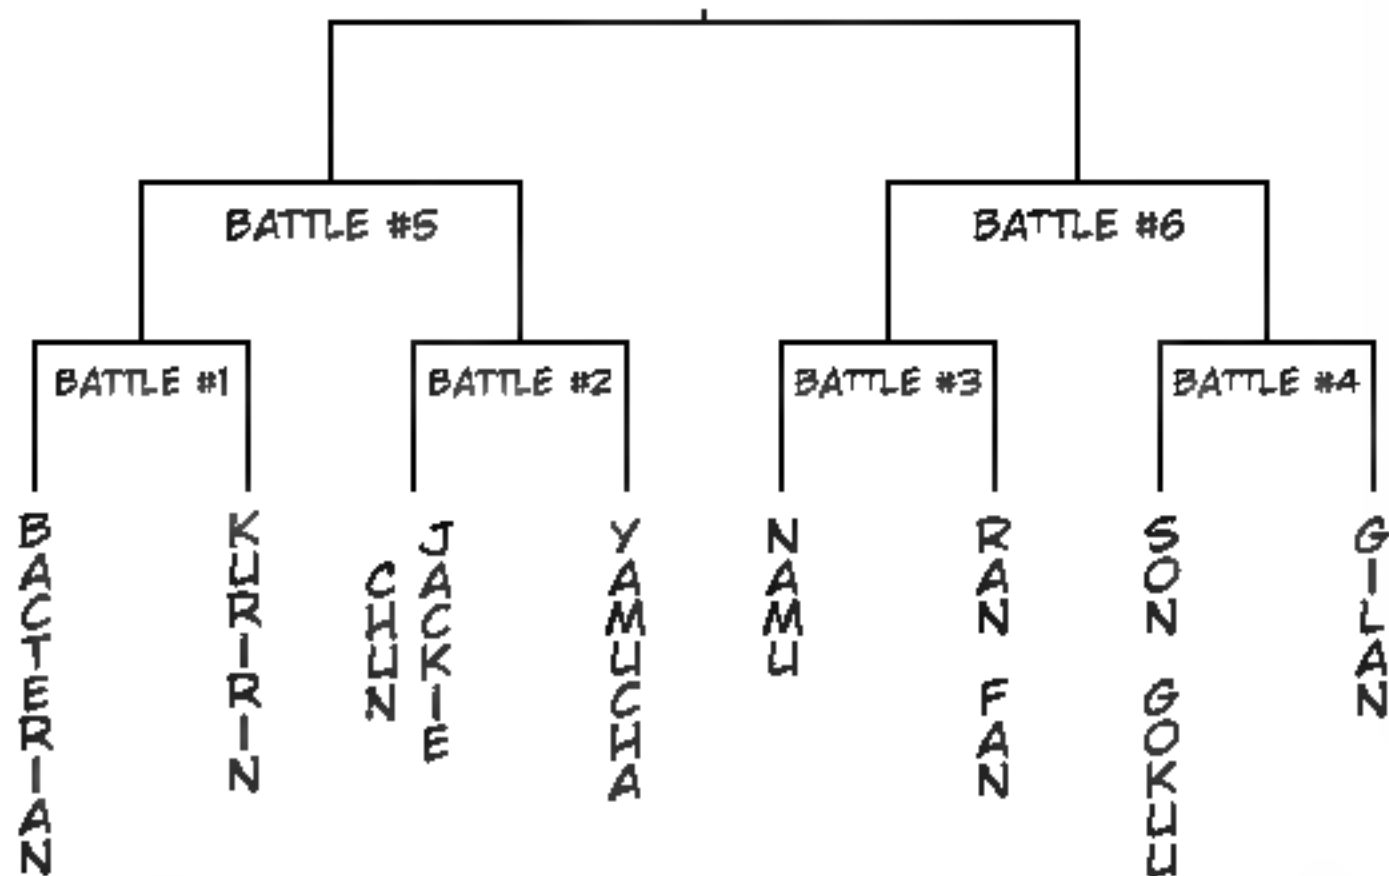 BATTLE #5
BATTLE #6
BATTLE #1
BATTLE #2
BATTLE #3
BATTLE #4
BACTERIAN
KURIRIN
JACKIE
CHUN
YAMUCHA
NAMU
RAN FAN
SON GOKUU
GILAN